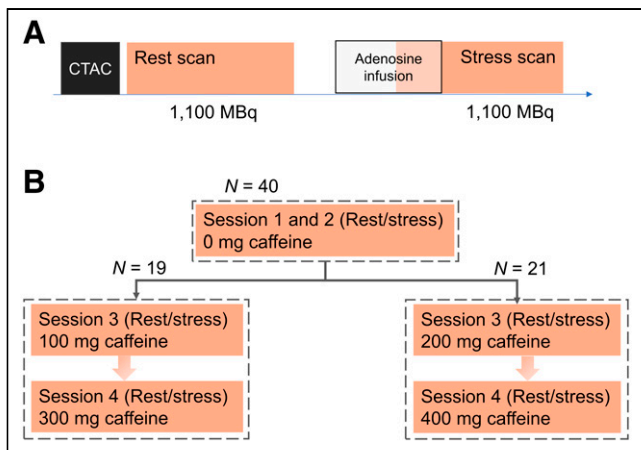 A
CTAC
Rest scan
Adenosine
infusion
Stress scan
1,100 MBq
1,100 MBq
B
N = 40
Session 1 and 2 (Rest/stress)
0 mg caffeine
N = 19
N = 21
Session 3 (Rest/stress)
100 mg caffeine
Session 4 (Rest/stress)
300 mg caffeine
Session 3 (Rest/stress)
200 mg caffeine
Session 4 (Rest/stress)
400 mg caffeine